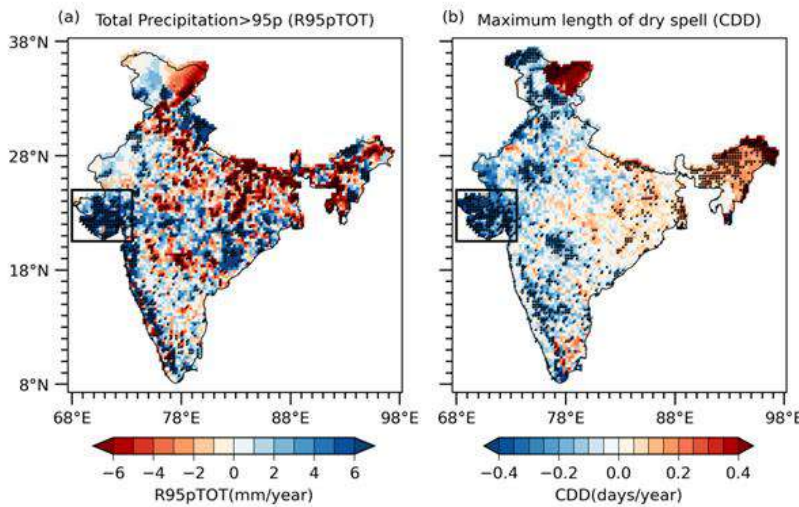 (a) Total Precipitation>95p (R95pTOT)
(b) Maximum length of dry spell (CDD)
38°N
28°N
18°N
8°N
68°E 78°E 88°E 98°E
68°E 78°E 88°E 98°E
−6 −4 −2 0 2 4 6
R95pTOT(mm/year)
−0.4 −0.2 0.0 0.2 0.4
CDD(days/year)